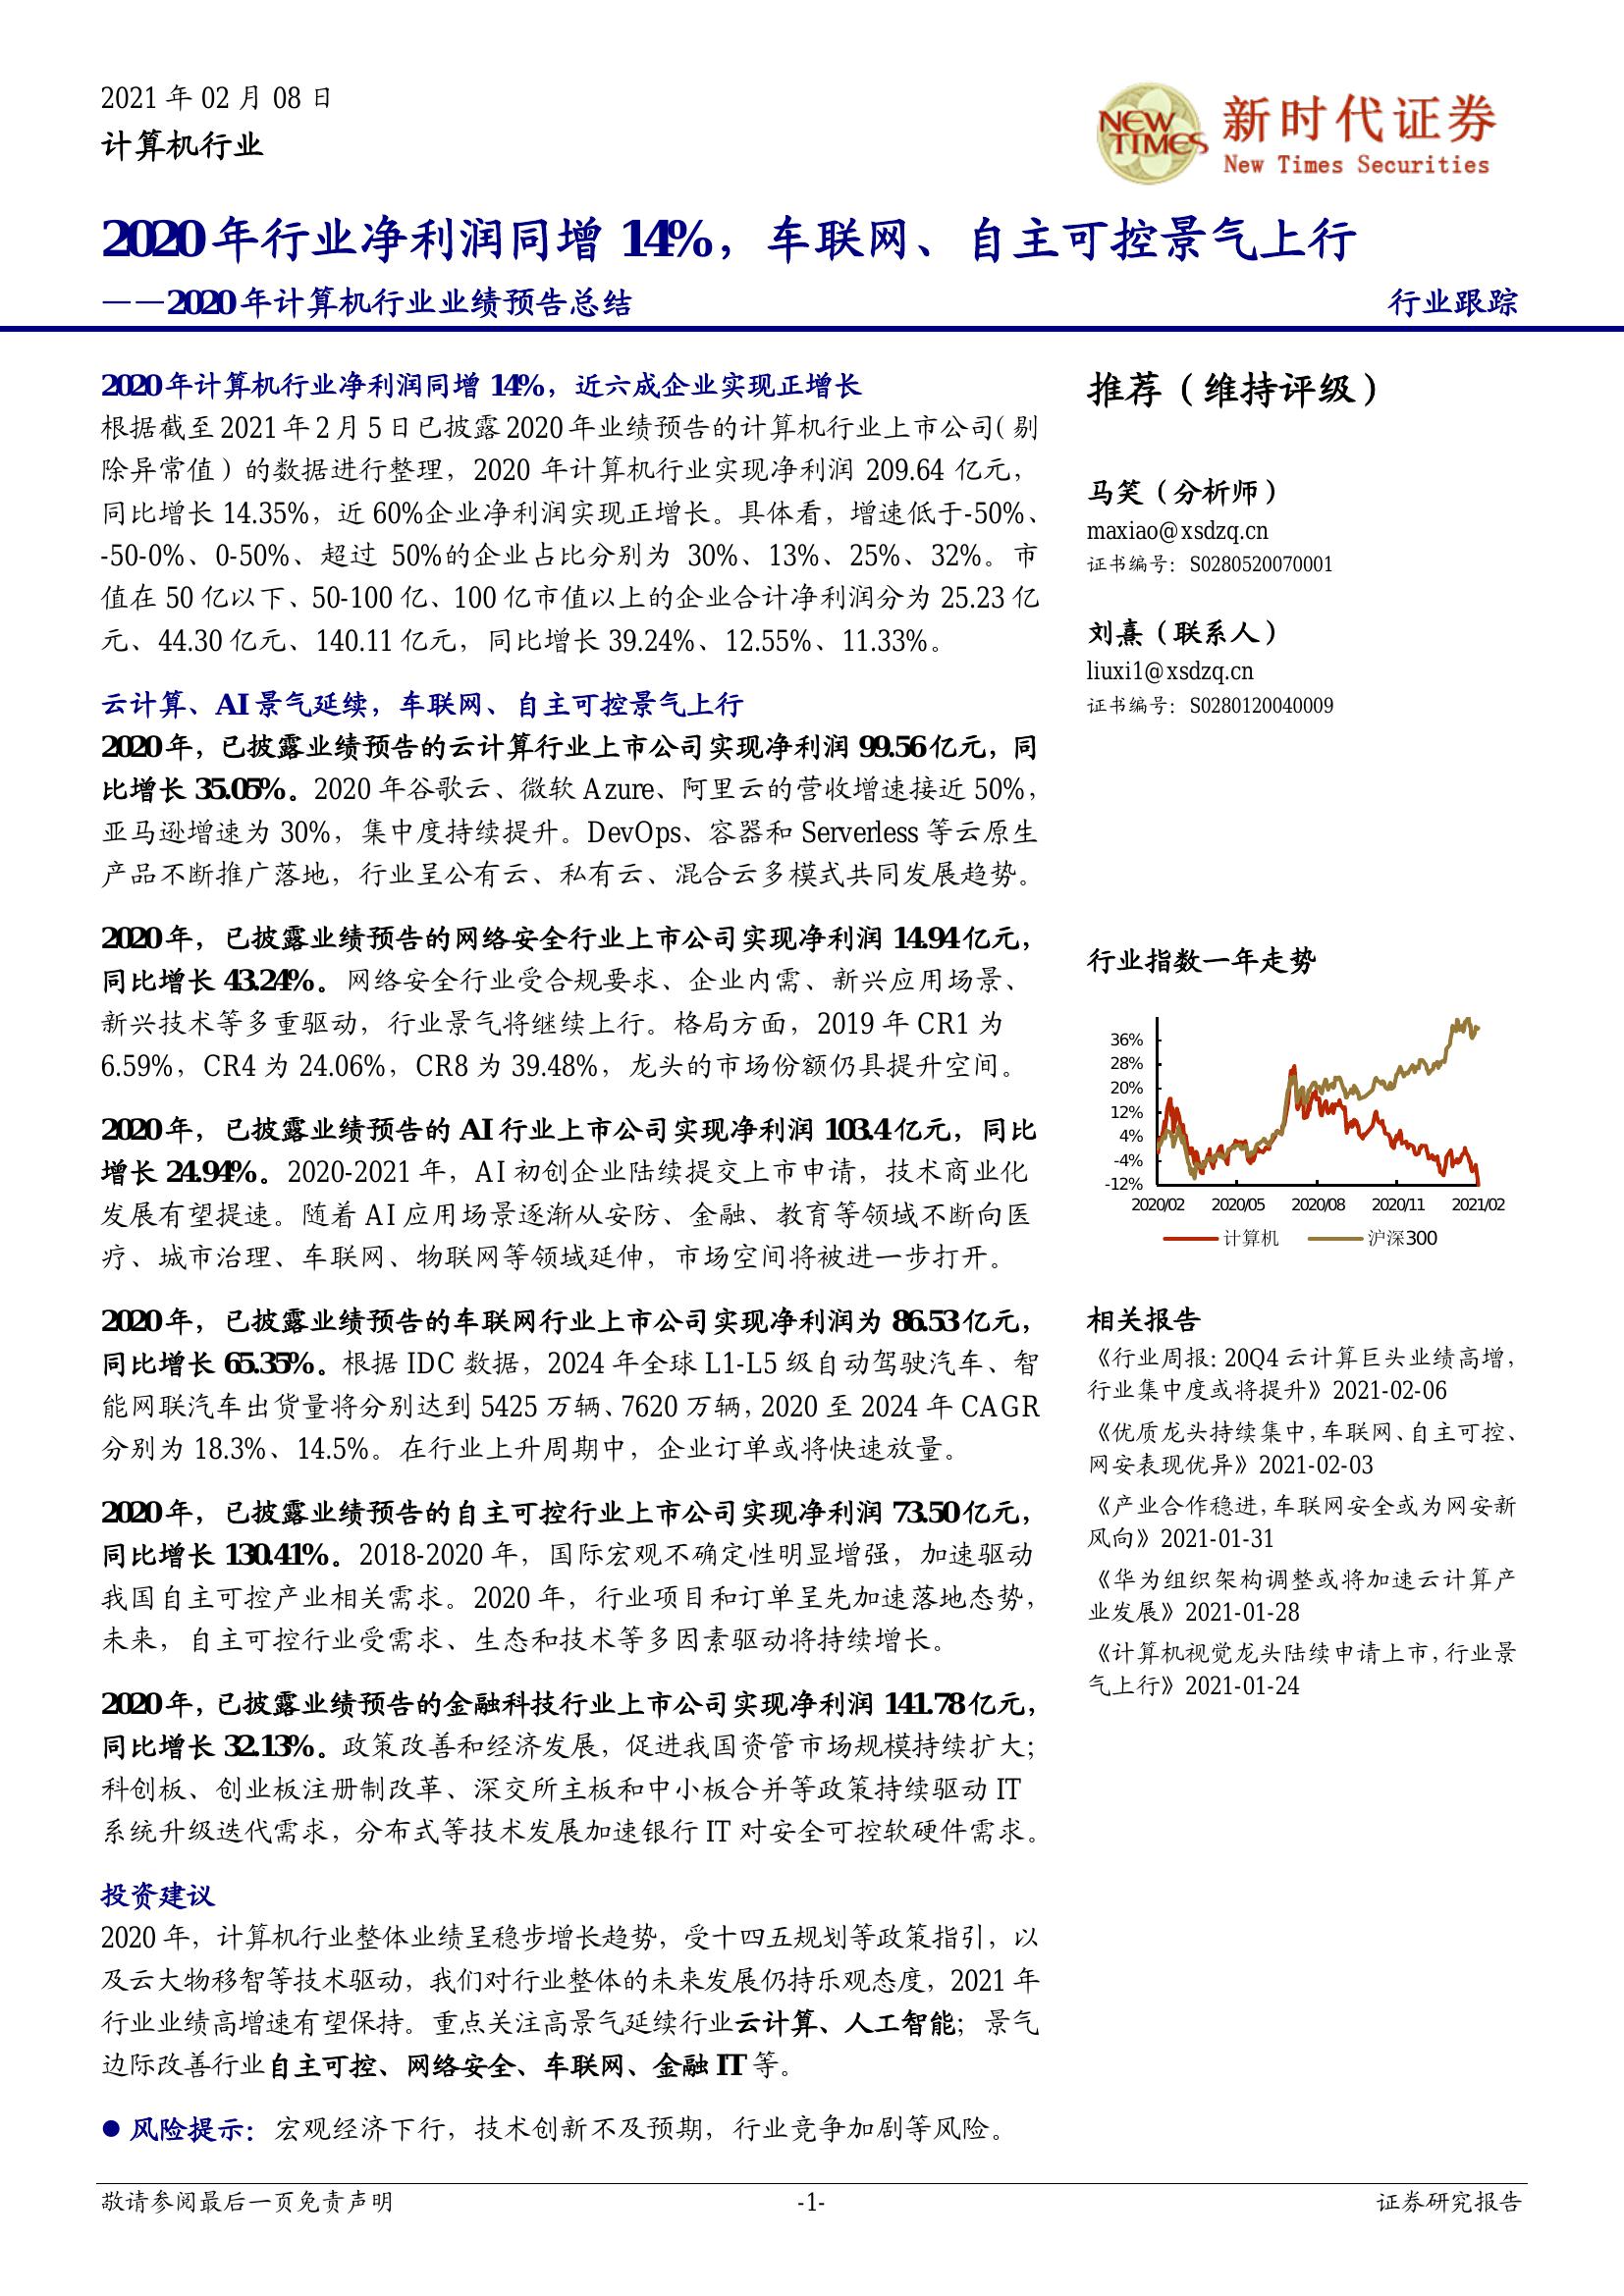 2021 年 02 月 08 日
计算机行业
NEW TIMES
新时代证券
New Times Securities
2020 年行业净利润同增 14%，车联网、自主可控景气上行
——2020 年计算机行业业绩预告总结
行业跟踪
2020 年计算机行业净利润同增 14%，近六成企业实现正增长
根据截至 2021 年 2 月 5 日已披露 2020 年业绩预告的计算机行业上市公司（剔
除异常值）的数据进行整理，2020 年计算机行业实现净利润 209.64 亿元，
同比增长 14.35%，近 60%企业净利润实现正增长。具体看，增速低于-50%、
-50-0%、0-50%、超过 50%的企业占比分别为 30%、13%、25%、32%。市
值在 50 亿以下、50-100 亿、100 亿市值以上的企业合计净利润分为 25.23 亿
元、44.30 亿元、140.11 亿元，同比增长 39.24%、12.55%、11.33%。
云计算、AI 景气延续，车联网、自主可控景气上行
2020 年，已披露业绩预告的云计算行业上市公司实现净利润 99.56 亿元，同
比增长 35.05%。2020 年谷歌云、微软 Azure、阿里云的营收增速接近 50%，
亚马逊增速为 30%，集中度持续提升。DevOps、容器和 Serverless 等云原生
产品不断推广落地，行业呈公有云、私有云、混合云多模式共同发展趋势。
2020 年，已披露业绩预告的网络安全行业上市公司实现净利润 14.94 亿元，
同比增长 43.24%。网络安全行业受合规要求、企业内需、新兴应用场景、
新兴技术等多重驱动，行业景气将继续上行。格局方面，2019 年 CR1 为
6.59%，CR4 为 24.06%，CR8 为 39.48%，龙头的市场份额仍具提升空间。
2020 年，已披露业绩预告的 AI 行业上市公司实现净利润 103.4 亿元，同比
增长 24.94%。2020-2021 年，AI 初创企业陆续提交上市申请，技术商业化
发展有望提速。随着 AI 应用场景逐渐从安防、金融、教育等领域不断向医
疗、城市治理、车联网、物联网等领域延伸，市场空间将被进一步打开。
2020 年，已披露业绩预告的车联网行业上市公司实现净利润为 86.53 亿元，
同比增长 65.35%。根据 IDC 数据，2024 年全球 L1-L5 级自动驾驶汽车、智
能网联汽车出货量将分别达到 5425 万辆、7620 万辆，2020 至 2024 年 CAGR
分别为 18.3%、14.5%。在行业上升周期中，企业订单或将快速放量。
2020 年，已披露业绩预告的自主可控行业上市公司实现净利润 73.50 亿元，
同比增长 130.41%。2018-2020 年，国际宏观不确定性明显增强，加速驱动
我国自主可控产业相关需求。2020 年，行业项目和订单呈先加速落地态势，
未来，自主可控行业受需求、生态和技术等多因素驱动将持续增长。
2020 年，已披露业绩预告的金融科技行业上市公司实现净利润 141.78 亿元，
同比增长 32.13%。政策改善和经济发展，促进我国资管市场规模持续扩大；
科创板、创业板注册制改革、深交所主板和中小板合并等政策持续驱动 IT
系统升级迭代需求，分布式等技术发展加速银行 IT 对安全可控软硬件需求。
投资建议
2020 年，计算机行业整体业绩呈稳步增长趋势，受十四五规划等政策指引，以
及云大物移智等技术驱动，我们对行业整体的未来发展仍持乐观态度，2021 年
行业业绩高增速有望保持。重点关注高景气延续行业云计算、人工智能；景气
边际改善行业自主可控、网络安全、车联网、金融 IT 等。
● 风险提示：宏观经济下行，技术创新不及预期，行业竞争加剧等风险。
推荐（维持评级）
马笑（分析师）
maxiao@xsdzq.cn
证书编号：S0280520070001
刘熹（联系人）
liuxi1@xsdzq.cn
证书编号：S0280120040009
行业指数一年走势
36%
28%
20%
12%
4%
-4%
-12%
2020/02 2020/05 2020/08 2020/11 2021/02
计算机 沪深300
相关报告
《行业周报：20Q4 云计算巨头业绩高增，
行业集中度或将提升》2021-02-06
《优质龙头持续集中，车联网、自主可控、
网安表现优异》2021-02-03
《产业合作稳进，车联网安全或为网安新
风向》2021-01-31
《华为组织架构调整或将加速云计算产
业发展》2021-01-28
《计算机视觉龙头陆续申请上市，行业景
气上行》2021-01-24
敬请参阅最后一页免责声明
-1-
证券研究报告